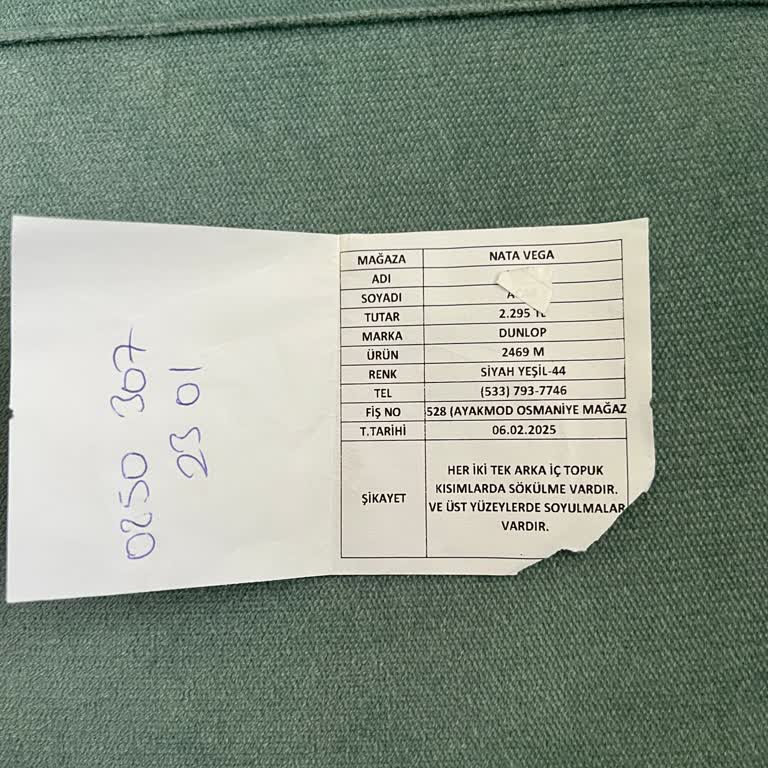 0250 307
23 01
MAĞAZA NATA VEGA
ADI
SOYADI
TUTAR 2.295 TL
MARKA DUNLOP
ÜRÜN 2469 M
RENK SİYAH YEŞİL-44
TEL (533) 793-7746
FİŞ NO 528 (AYAKMOD OSMANİYE MAĞAZ
T.TARİHİ 06.02.2025
ŞİKAYET
HER İKİ TEK ARKA İÇ TOPUK
KISIMLARDA SÖKÜLME VARDIR.
VE ÜST YÜZEYLERDE SOYULMALAR
VARDIR.